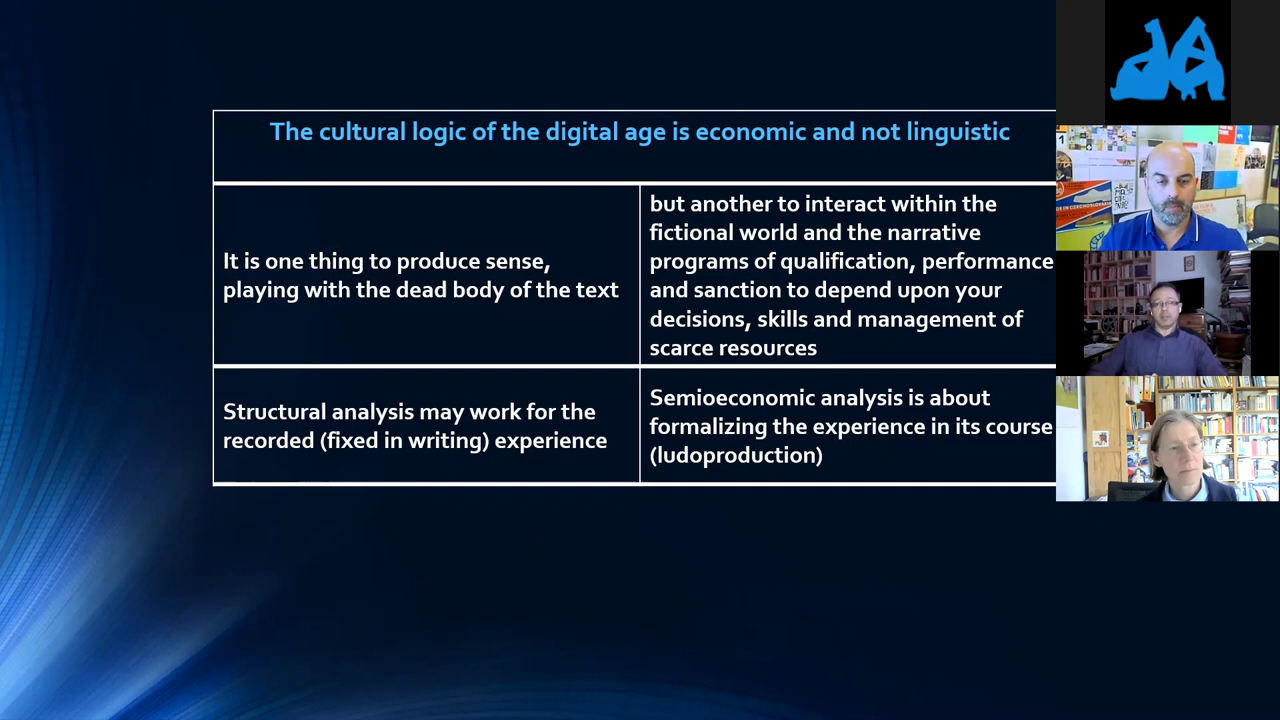 The cultural logic of the digital age is economic and not linguistic
It is one thing to produce sense,
playing with the dead body of the text
but another to interact within the
fictional world and the narrative
programs of qualification, performance
and sanction to depend upon your
decisions, skills and management of
scarce resources
Structural analysis may work for the
recorded (fixed in writing) experience
Semioeconomic analysis is about
formalizing the experience in its course
(ludoproduction)